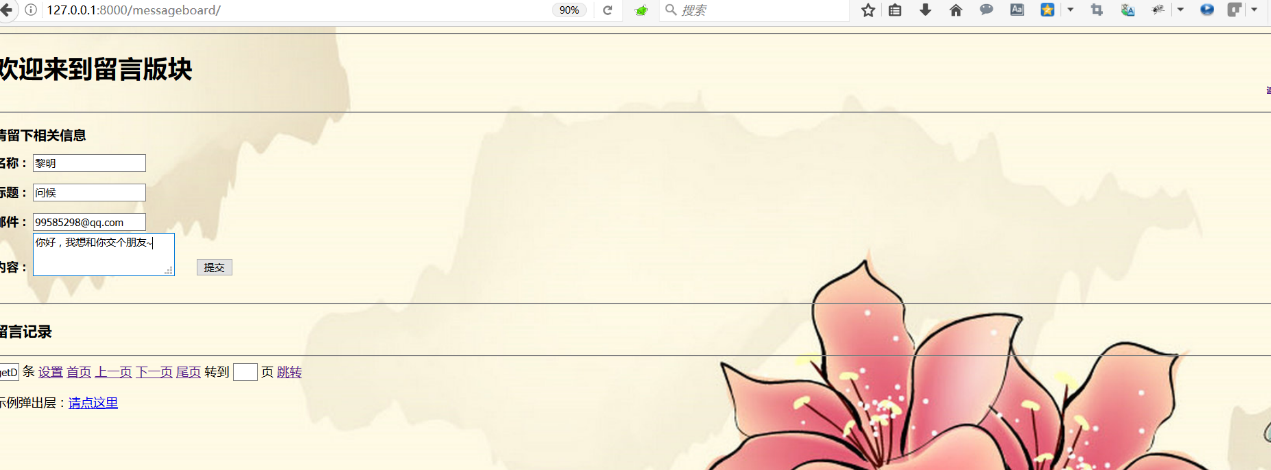 127.0.0.1:8000/messageboard/
90%
搜索
欢迎来到留言版块
请留下相关信息
名称： 黎明
标题： 问候
邮件： 99585298@qq.com
你好，我想和你交个朋友~
内容： 提交
留言记录
getD 条 设置 首页 上一页 下一页 尾页 转到 页 跳转
示例弹出层：请点这里